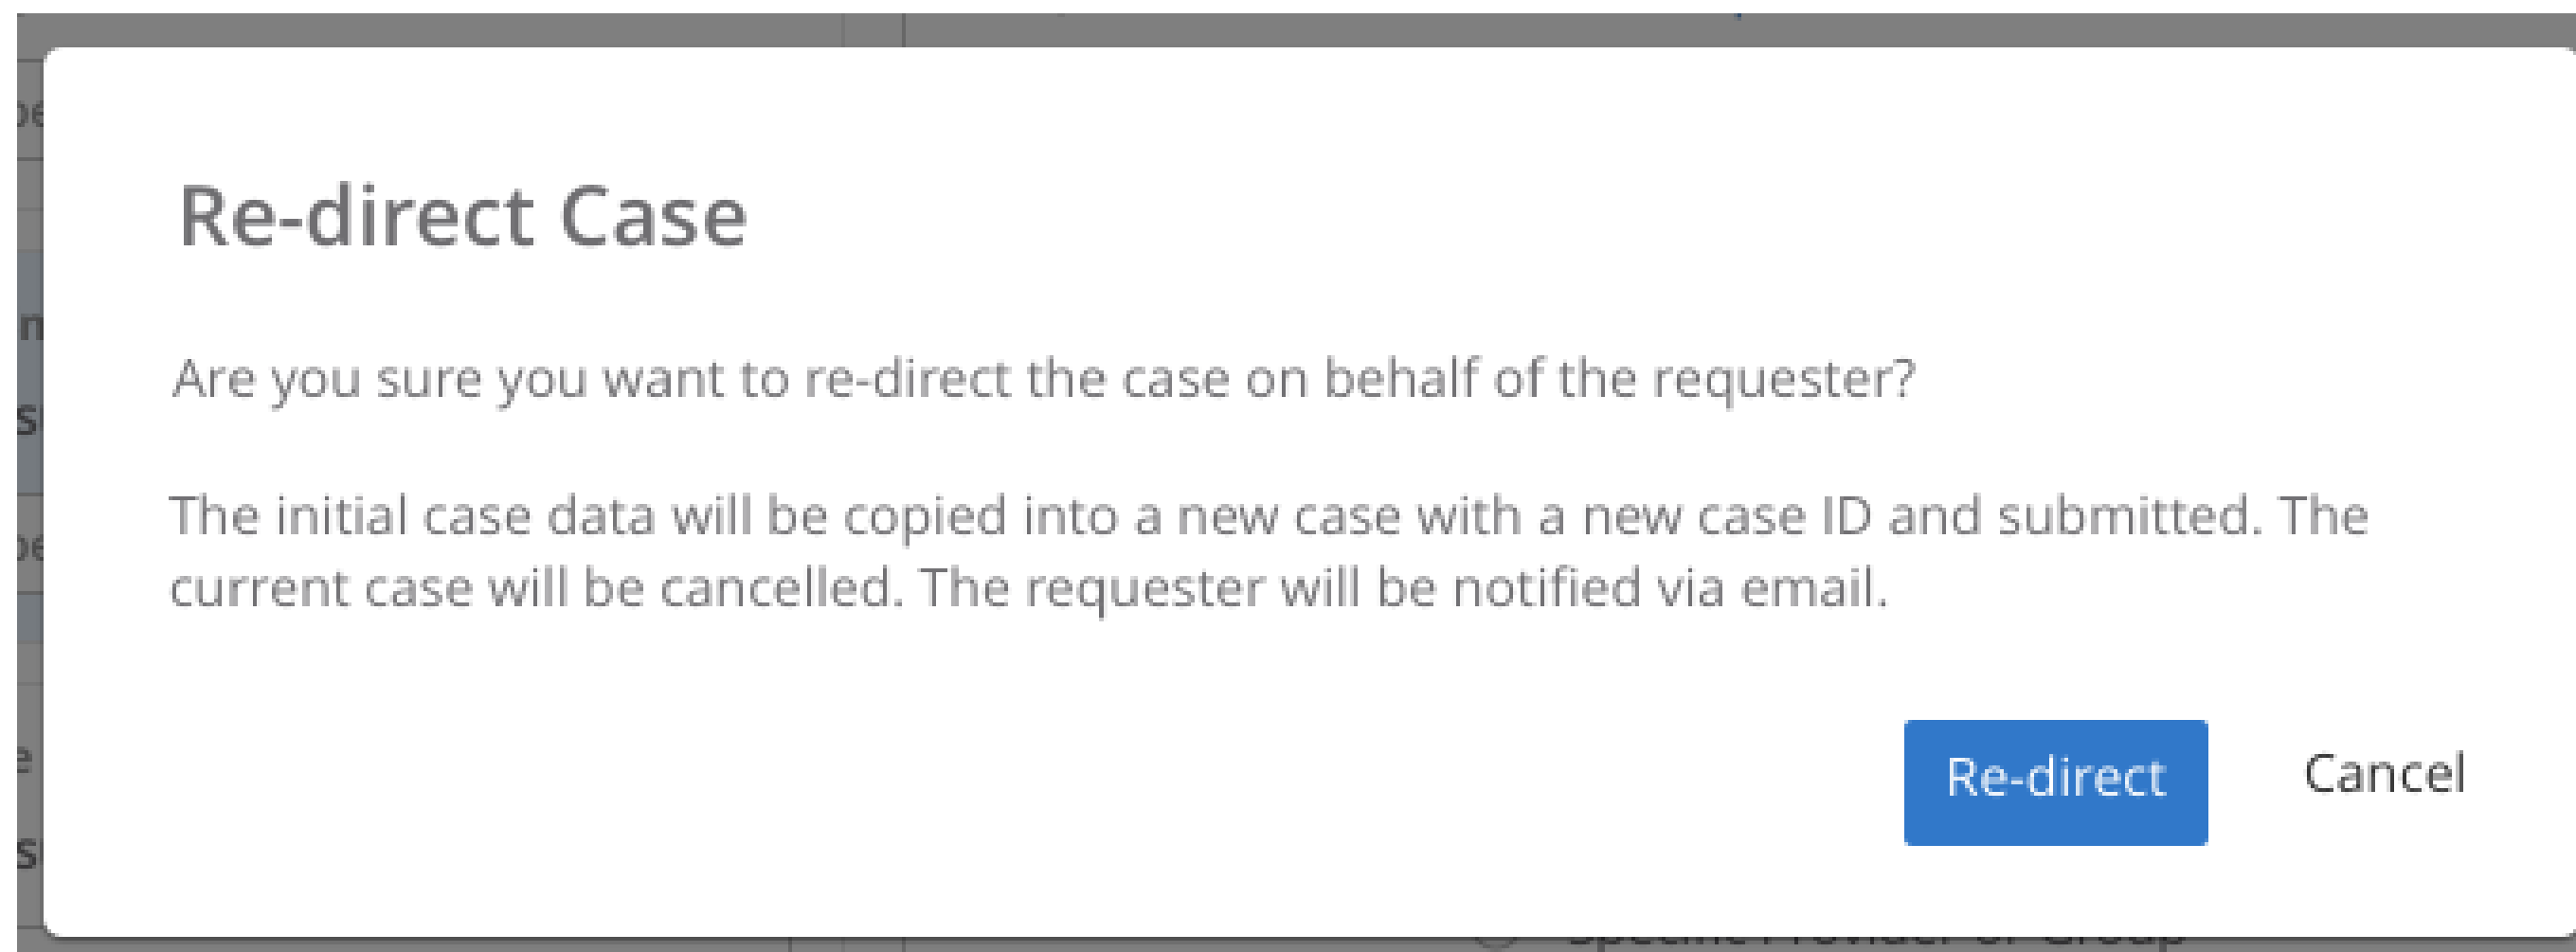 Re-direct Case
Are you sure you want to re-direct the case on behalf of the requester?
The initial case data will be copied into a new case with a new case ID and submitted. The
current case will be cancelled. The requester will be notified via email.
Re-direct
Cancel